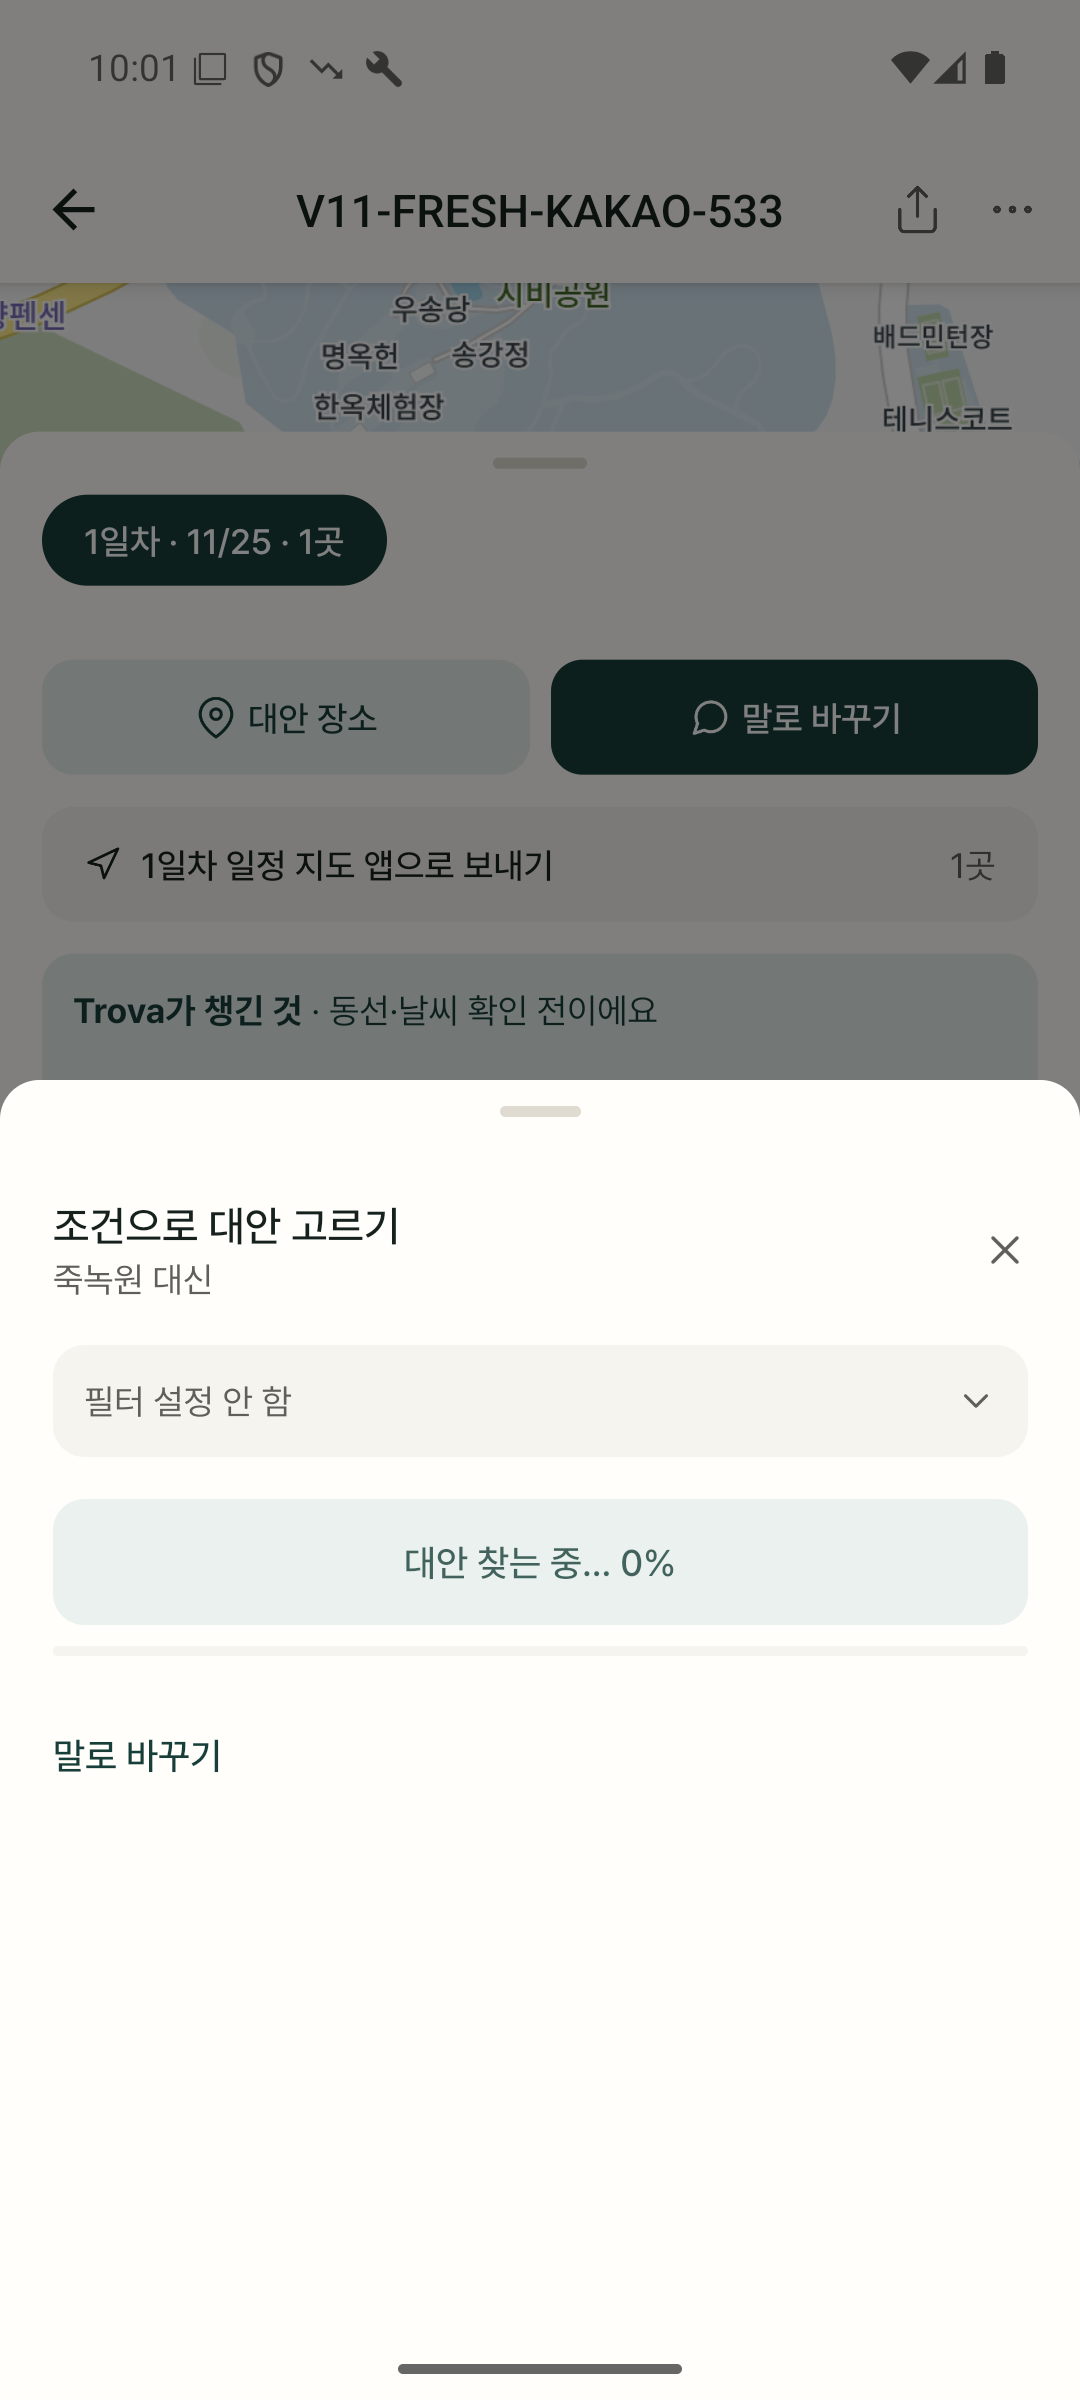 10:01
V11-FRESH-KAKAO-533
시비공원
우송당
명옥헌
송강정
한옥체험장
배드민턴장
테니스코트
1일차 · 11/25 · 1곳
대안 장소
말로 바꾸기
1일차 일정 지도 앱으로 보내기
1곳
Trova가 챙긴 것 · 동선·날씨 확인 전이에요
조건으로 대안 고르기
죽녹원 대신
필터 설정 안 함
대안 찾는 중... 0%
말로 바꾸기